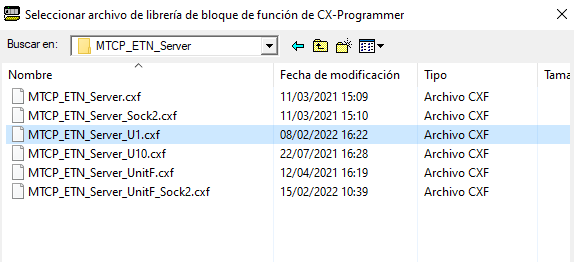 Seleccionar archivo de librería de bloque de función de CX-Programmer
Buscar en: MTCP_ETN_Server
Nombre Fecha de modificación Tipo Tama
MTCP_ETN_Server.cxf 11/03/2021 15:09 Archivo CXF
MTCP_ETN_Server_Sock2.cxf 11/03/2021 15:10 Archivo CXF
MTCP_ETN_Server_U1.cxf 08/02/2022 16:22 Archivo CXF
MTCP_ETN_Server_U10.cxf 22/07/2021 16:28 Archivo CXF
MTCP_ETN_Server_UnitF.cxf 12/04/2021 16:19 Archivo CXF
MTCP_ETN_Server_UnitF_Sock2.cxf 15/02/2022 10:39 Archivo CXF